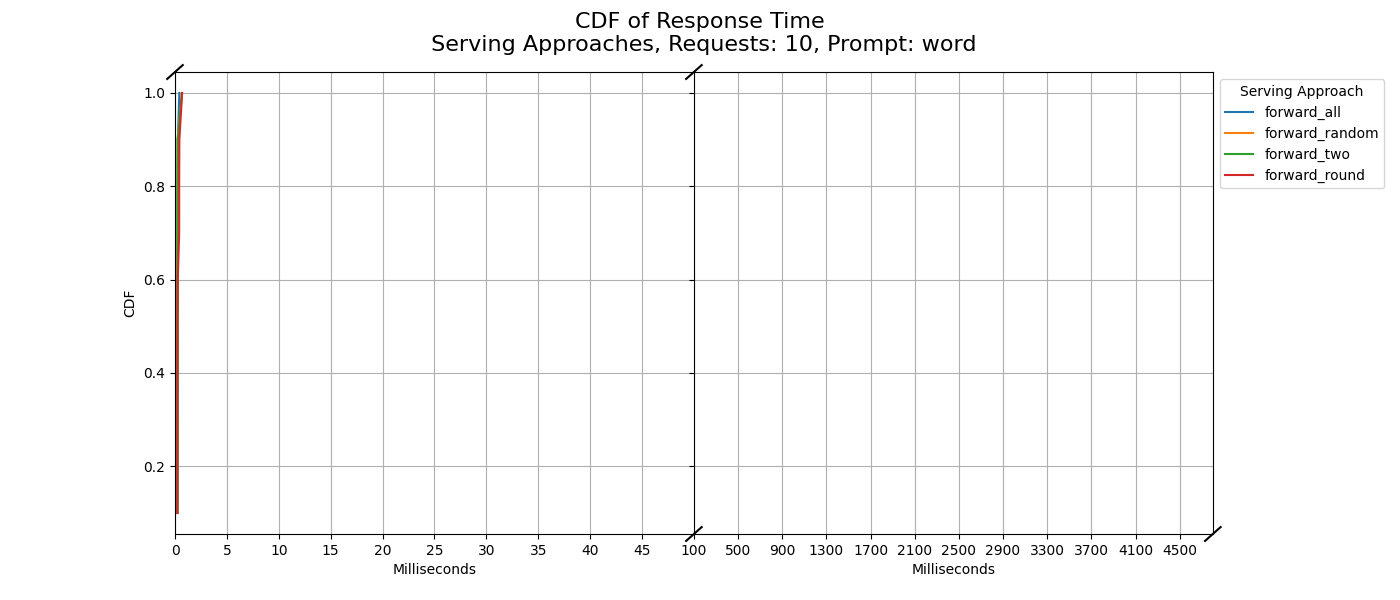 CDF of Response Time
Serving Approaches, Requests: 10, Prompt: word
1.0
0.8
0.6
0.4
0.2
CDF
0 5 10 15 20 25 30 35 40 45 100 500 900 1300 1700 2100 2500 2900 3300 3700 4100 4500
Milliseconds Milliseconds
Serving Approach
forward_all
forward_random
forward_two
forward_round